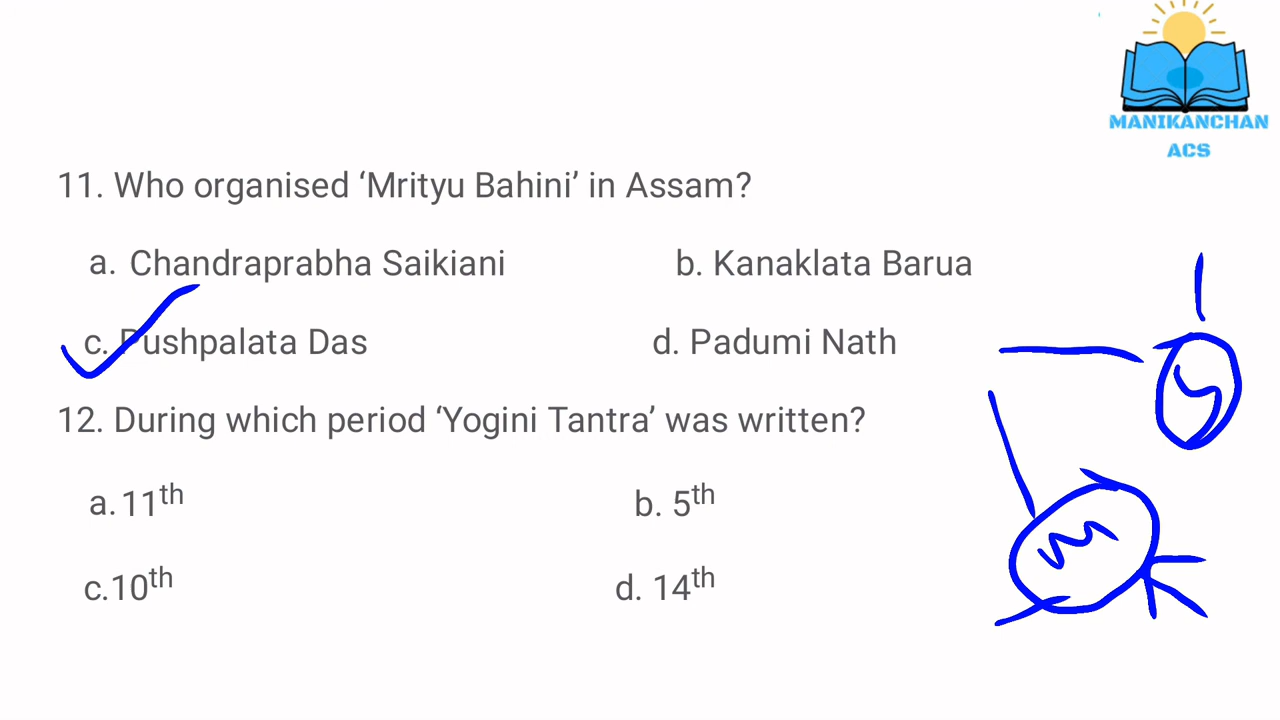 MANIKANCHAN
ACS
11. Who organised ‘Mrityu Bahini’ in Assam?
a. Chandraprabha Saikiani b. Kanaklata Barua
c. Pushpalata Das d. Padumi Nath
12. During which period ‘Yogini Tantra’ was written?
a. 11th b. 5th
c. 10th d. 14th